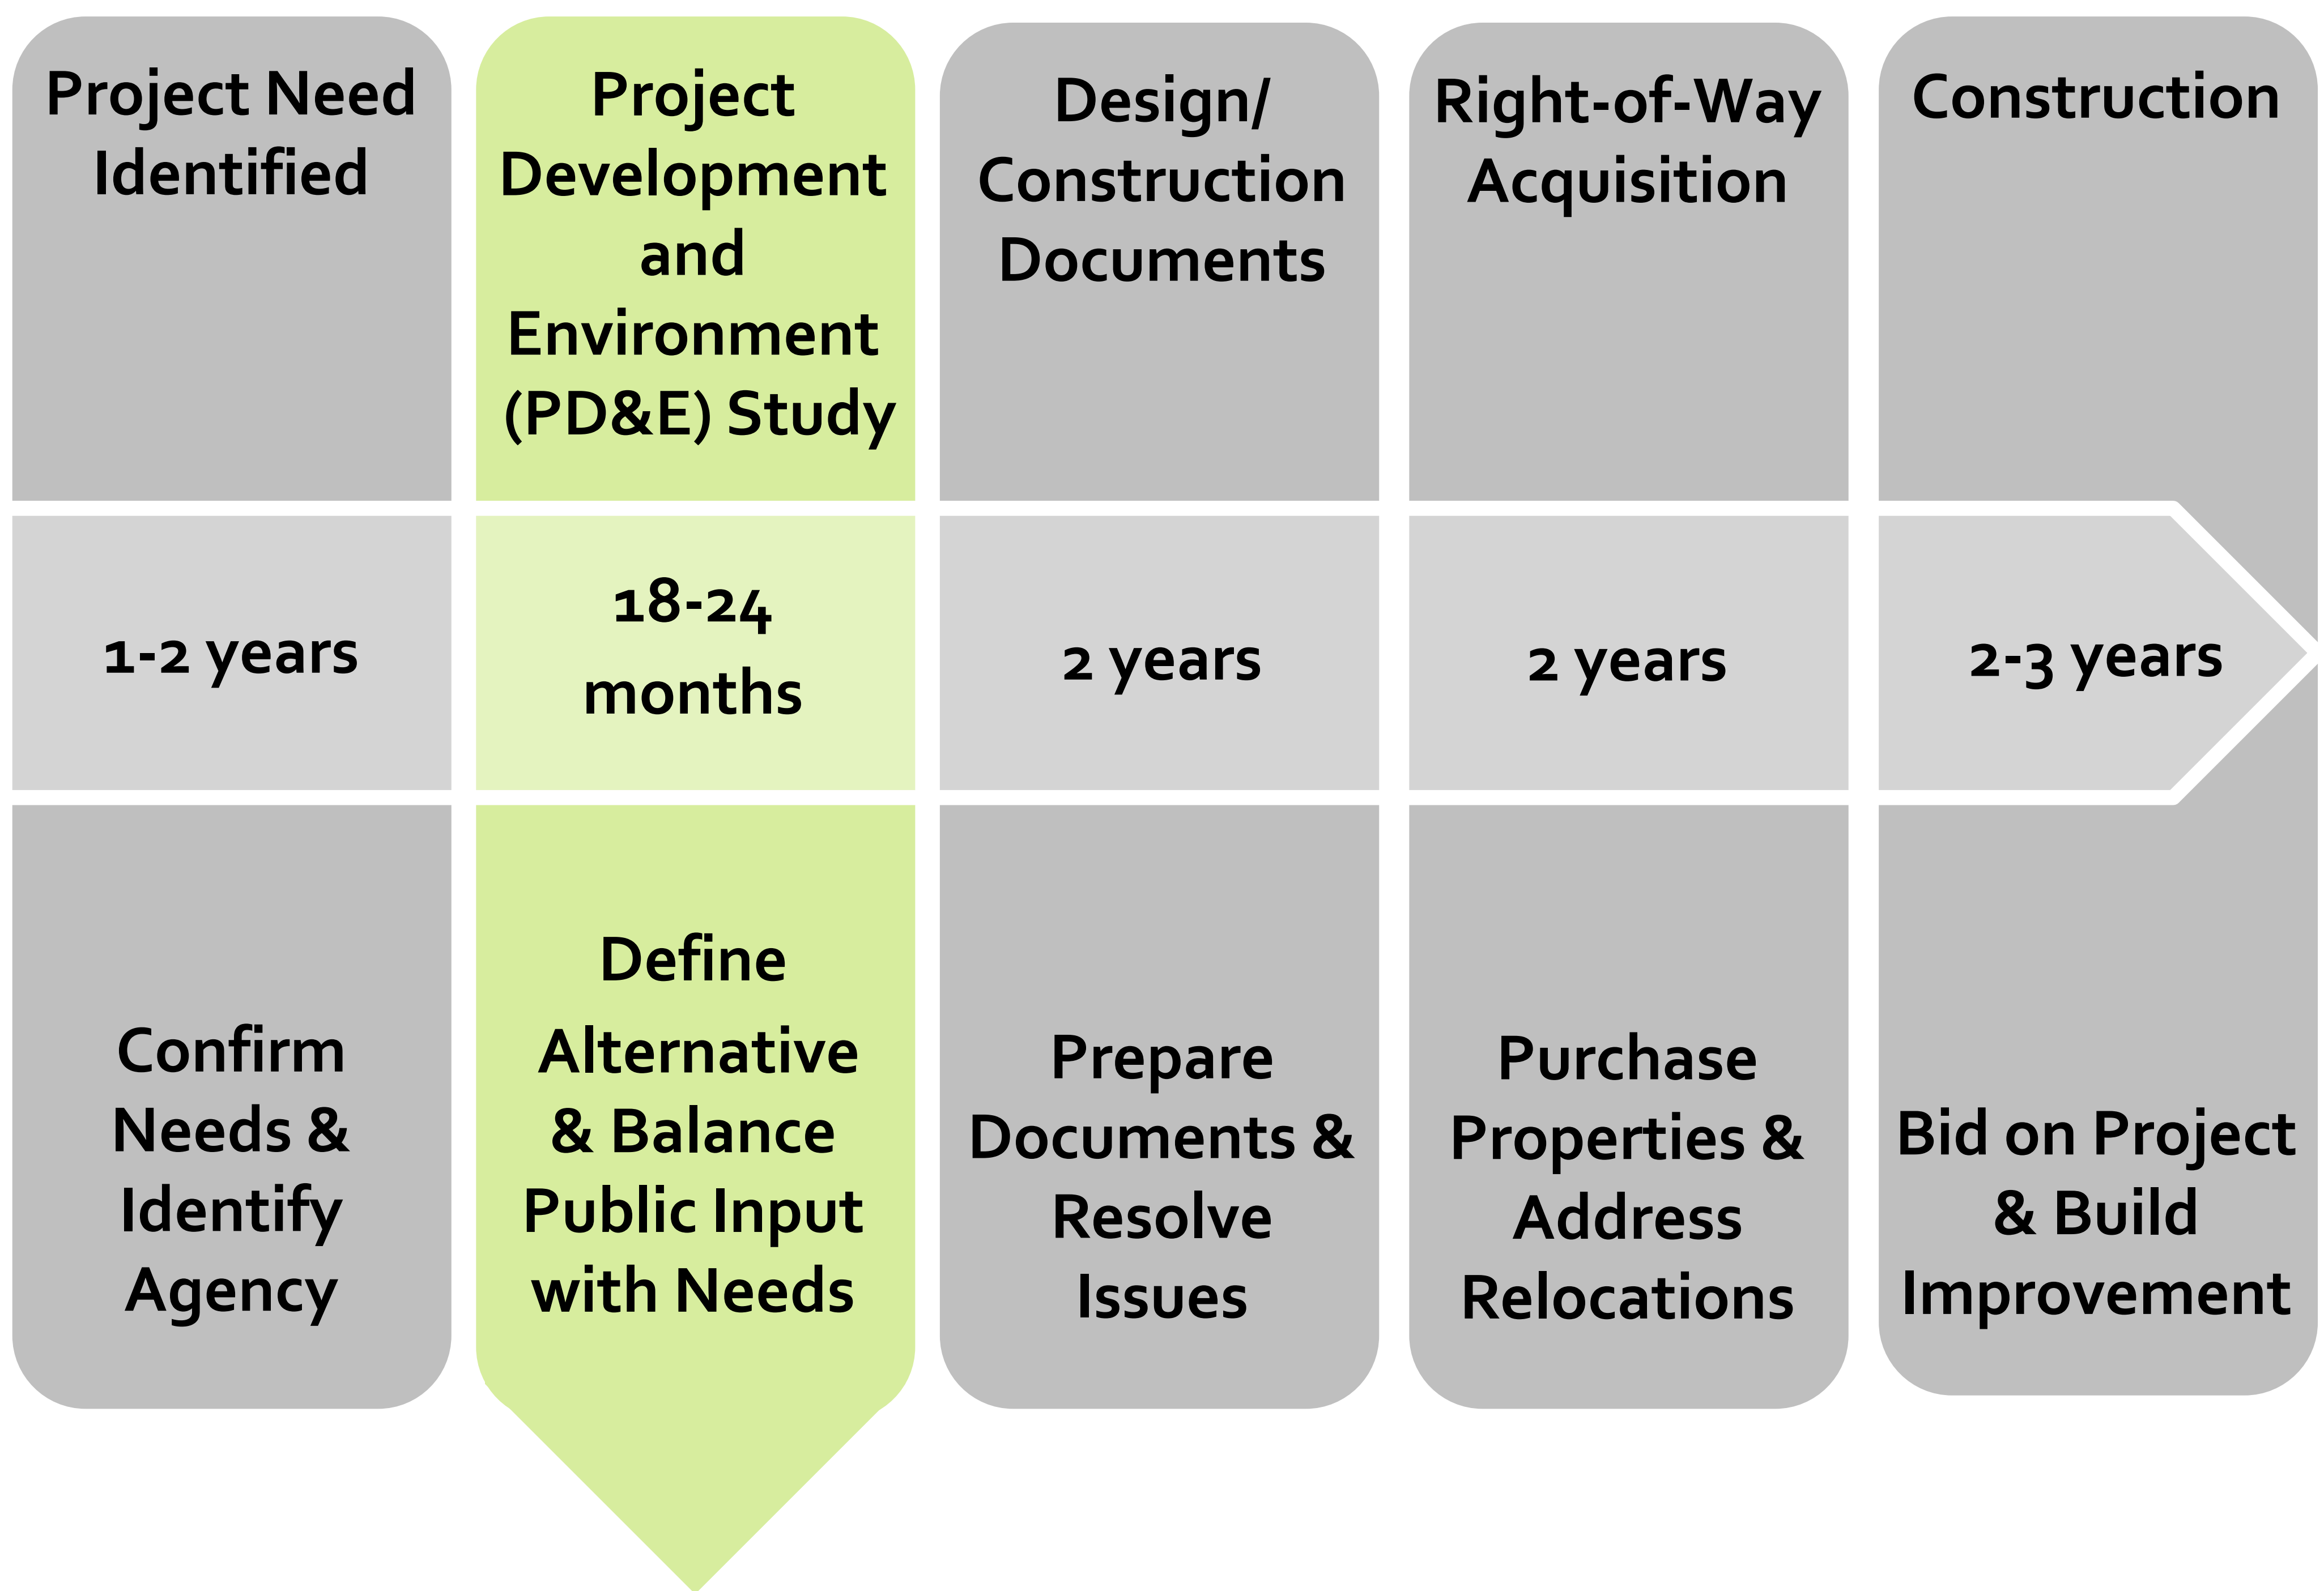 Project Need
Identified
Project
Development
and
Environment
(PD&E) Study
Design/
Construction
Documents
Right-of-Way
Acquisition
Construction
1-2 years
18-24
months
2 years
2 years
2-3 years
Confirm
Needs &
Identify
Agency
Define
Alternative
& Balance
Public Input
with Needs
Prepare
Documents &
Resolve
Issues
Purchase
Properties &
Address
Relocations
Bid on Project
& Build
Improvement